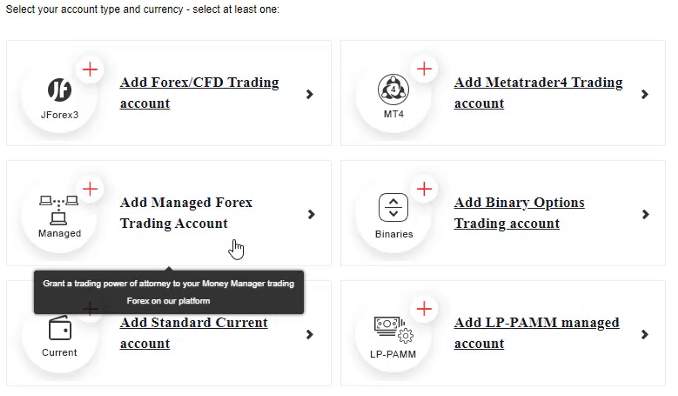 Select your account type and currency - select at least one:
JForex3
Add Forex/CFD Trading
account
4
MT4
Add Metatrader4 Trading
account
Managed
Add Managed Forex
Trading Account
Binaries
Add Binary Options
Trading account
Grant a trading power of attorney to your Money Manager trading
Forex on our platform
Current
Add Standard Current
account
LP-PAMM
Add LP-PAMM managed
account